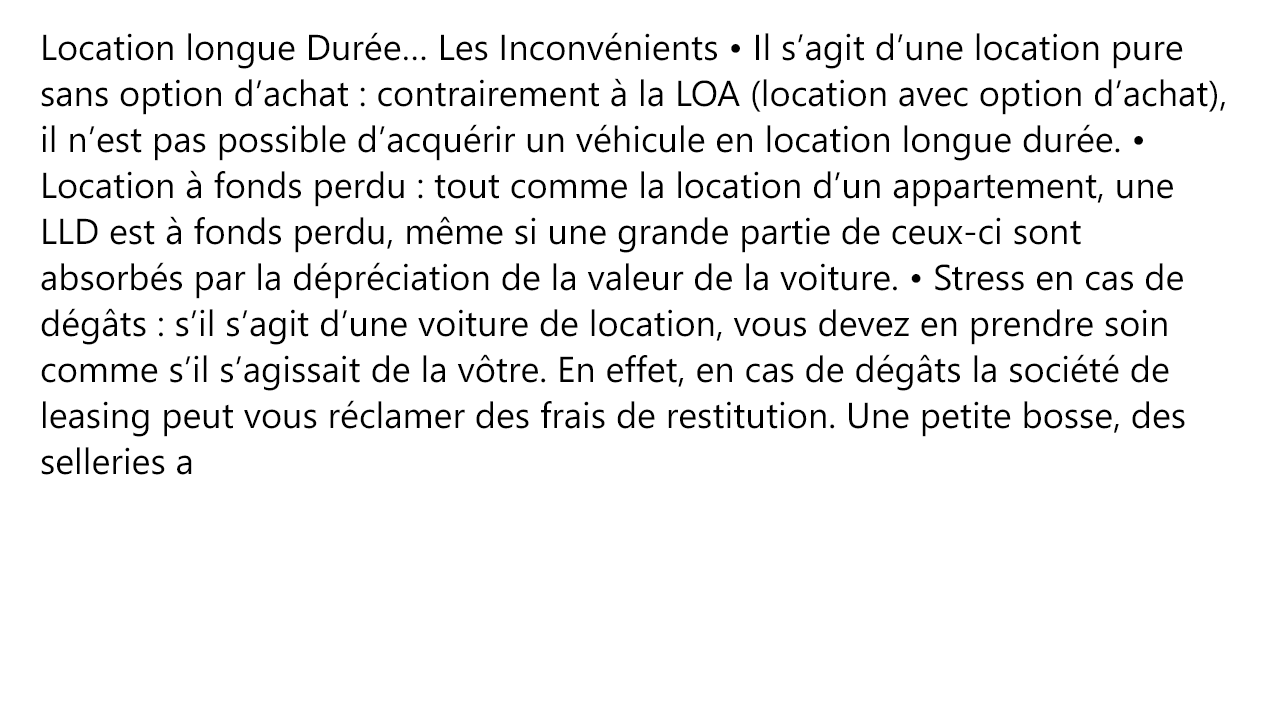 Location longue Durée... Les Inconvénients • Il s’agit d’une location pure
sans option d’achat : contrairement à la LOA (location avec option d’achat),
il n’est pas possible d’acquérir un véhicule en location longue durée. •
Location à fonds perdu : tout comme la location d’un appartement, une
LLD est à fonds perdu, même si une grande partie de ceux-ci sont
absorbés par la dépréciation de la valeur de la voiture. • Stress en cas de
dégâts : s’il s’agit d’une voiture de location, vous devez en prendre soin
comme s’il s’agissait de la vôtre. En effet, en cas de dégâts la société de
leasing peut vous réclamer des frais de restitution. Une petite bosse, des
selleries a